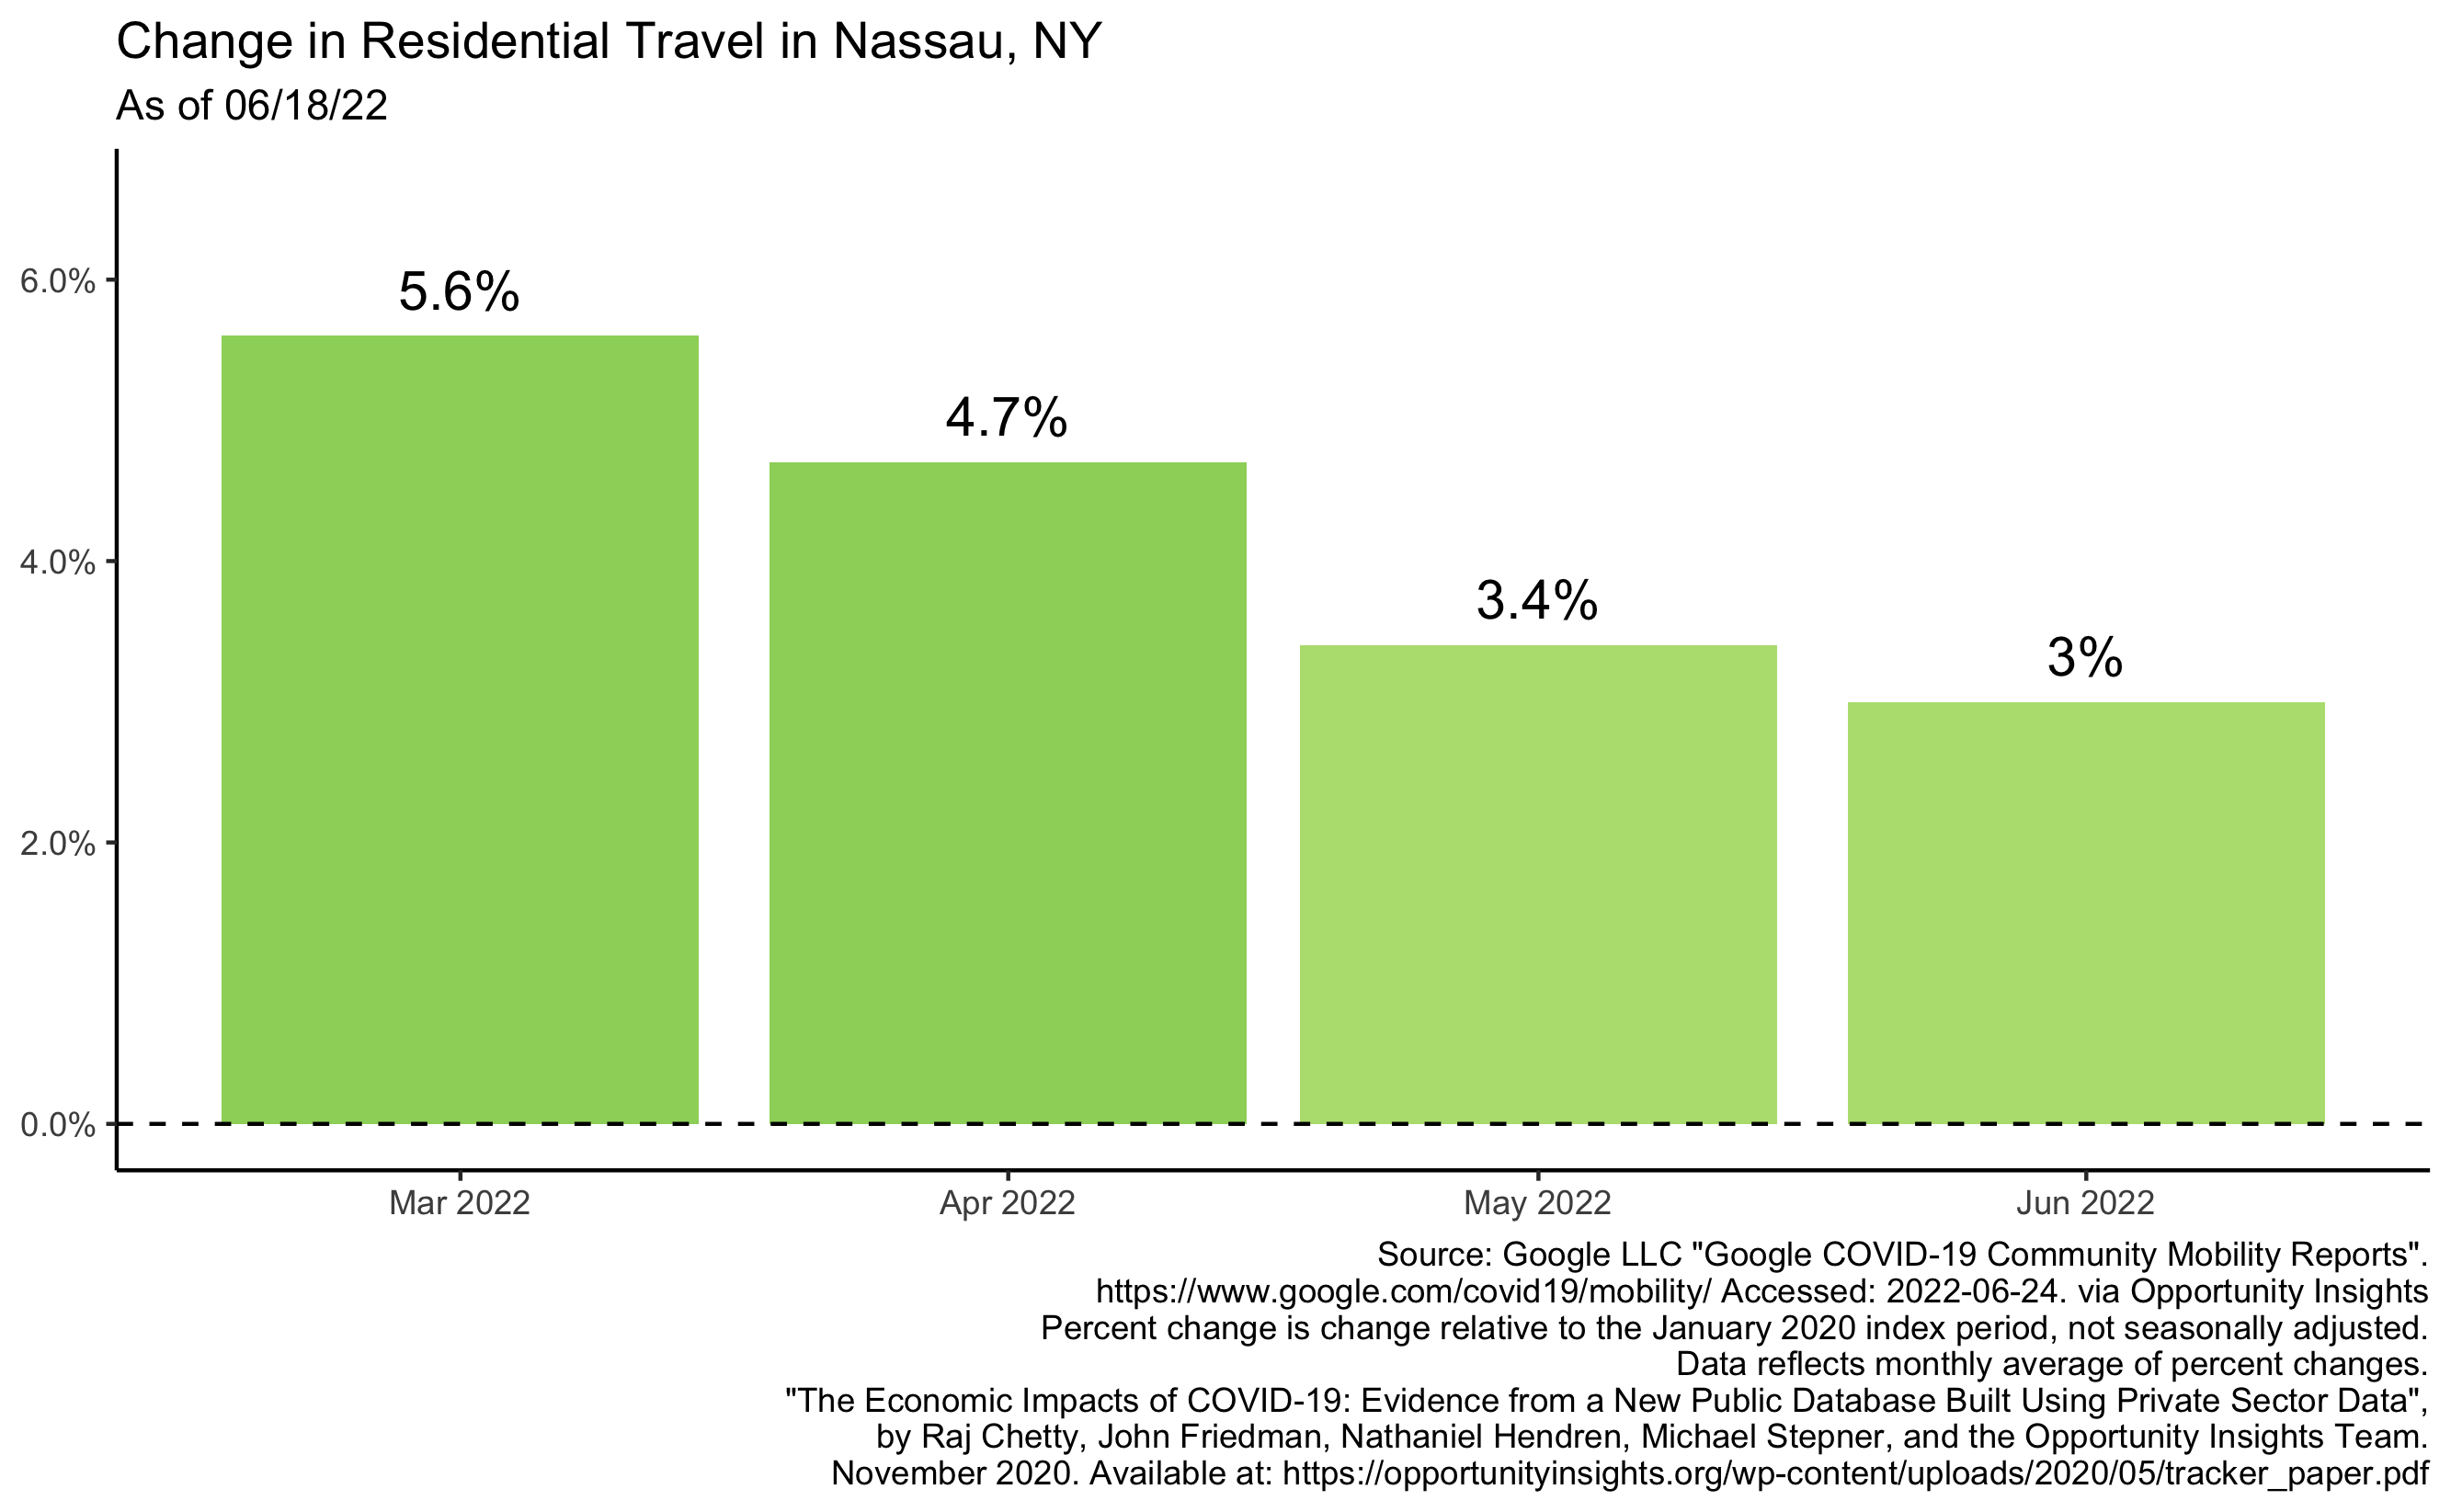 Change in Residential Travel in Nassau, NY
As of 06/18/22
6.0%
4.0%
2.0%
0.0%
5.6%
4.7%
3.4%
3%
Mar 2022
Apr 2022
May 2022
Jun 2022
Source: Google LLC "Google COVID-19 Community Mobility Reports".
https://www.google.com/covid19/mobility/ Accessed: 2022-06-24. via Opportunity Insights
Percent change is change relative to the January 2020 index period, not seasonally adjusted.
Data reflects monthly average of percent changes.
"The Economic Impacts of COVID-19: Evidence from a New Public Database Built Using Private Sector Data",
by Raj Chetty, John Friedman, Nathaniel Hendren, Michael Stepner, and the Opportunity Insights Team.
November 2020. Available at: https://opportunityinsights.org/wp-content/uploads/2020/05/tracker_paper.pdf